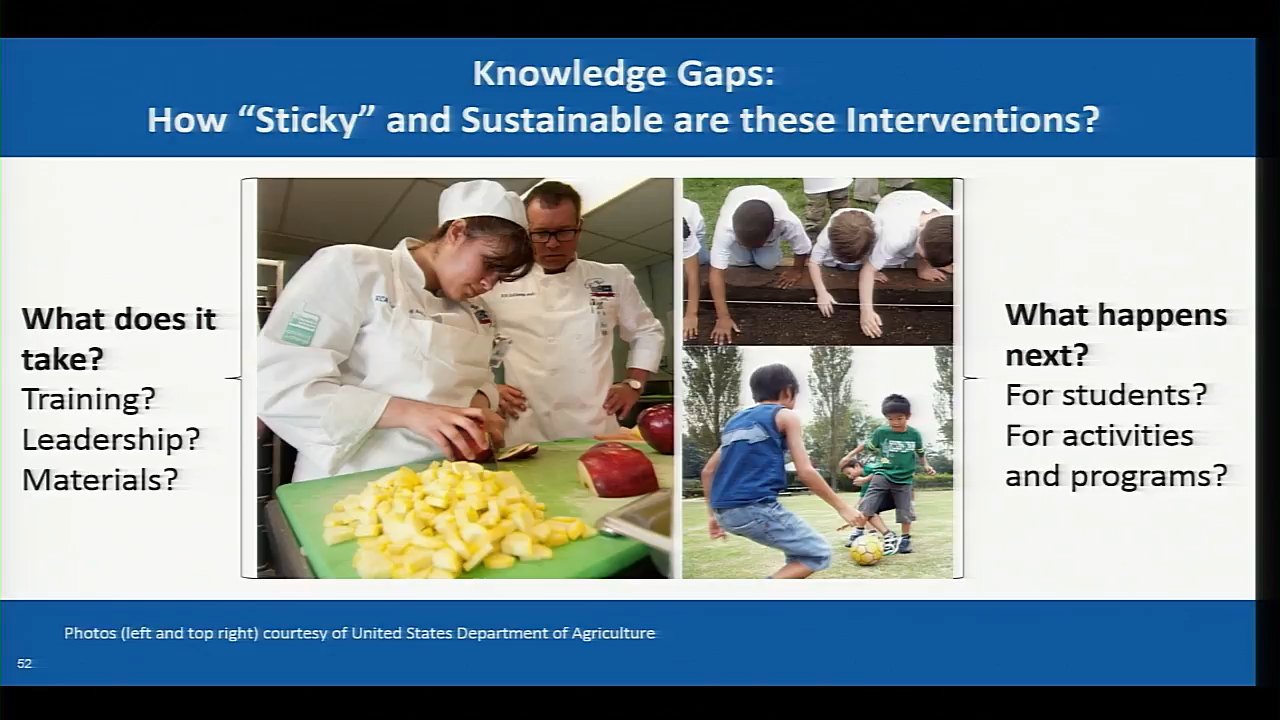 Knowledge Gaps:
How “Sticky” and Sustainable are these Interventions?
What does it
take?
Training?
Leadership?
Materials?
What happens
next?
For students?
For activities
and programs?
Photos (left and top right) courtesy of United States Department of Agriculture
52